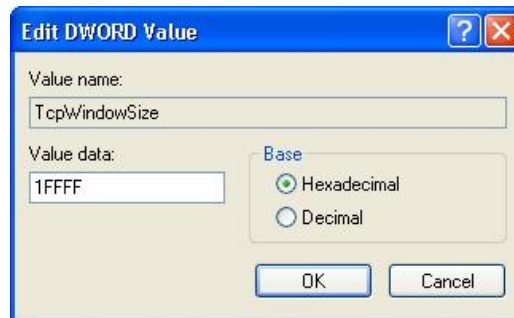 Edit DWORD Value
Value name:
TcpWindowSize
Value data:
1FFFF
Base
Hexadecimal
Decimal
OK
Cancel